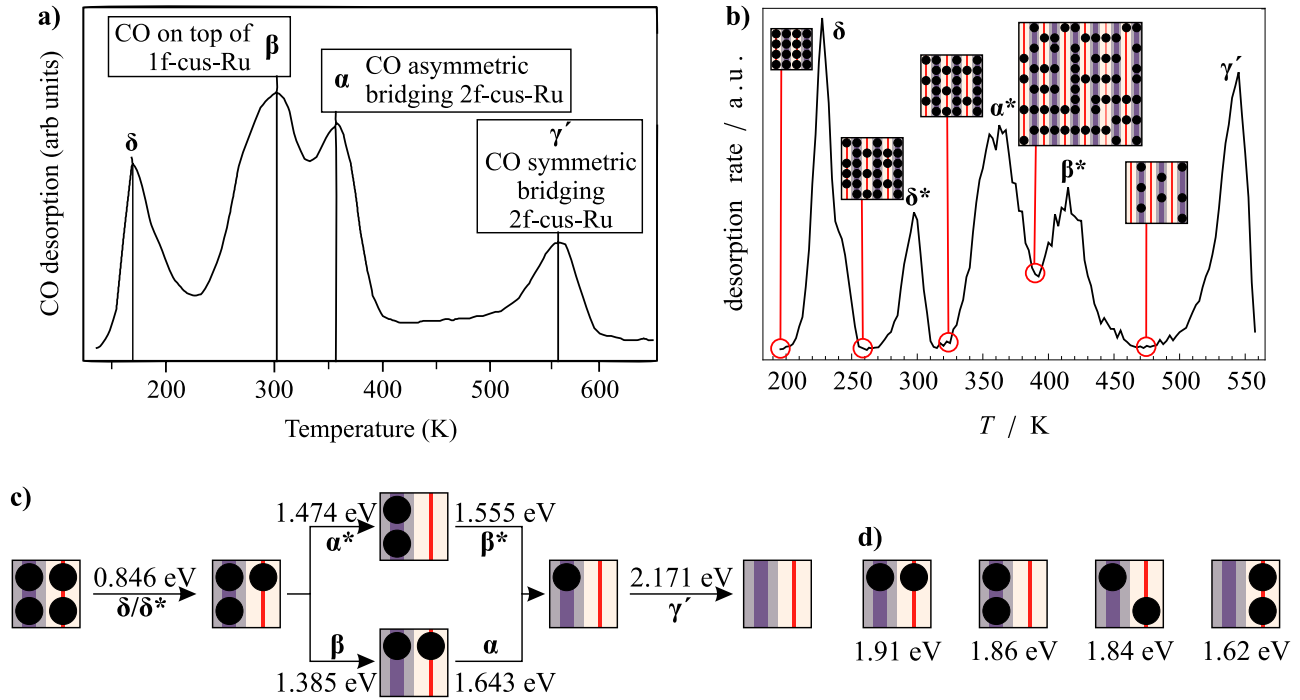 a)
CO on top of
1f-cus-Ru
β
α
CO asymmetric
bridging 2f-cus-Ru
γ´
CO symmetric
bridging
2f-cus-Ru
δ
CO desorption (arb units)
200
300
400
500
600
Temperature (K)
b)
δ
δ*
α*
β*
γ´
desorption rate / a.u.
200
250
300
350
400
450
500
550
T / K
c)
0.846 eV
δ/δ*
1.474 eV
α*
1.555 eV
β*
β
1.385 eV
α
1.643 eV
2.171 eV
γ´
d)
1.91 eV
1.86 eV
1.84 eV
1.62 eV